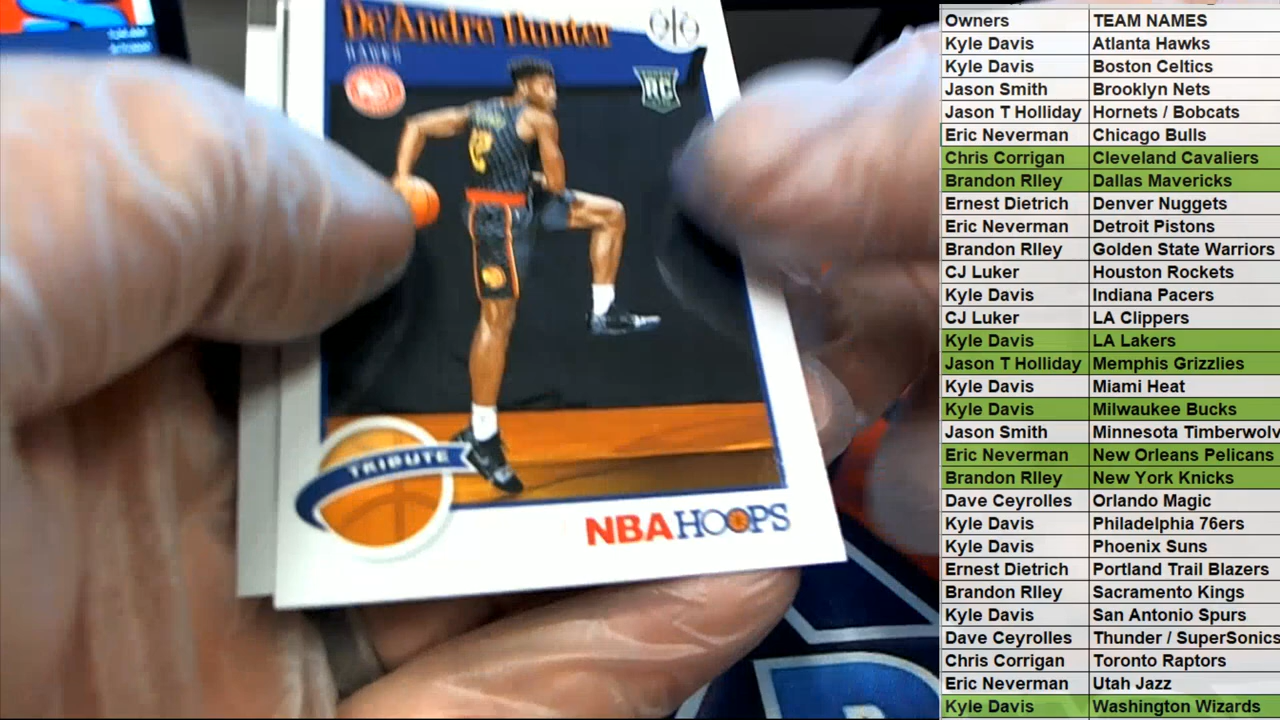 De'Andre Hunter
HAWKS
RC
TRIBUTE
NBA HOOPS
Owners TEAM NAMES
Kyle Davis Atlanta Hawks
Kyle Davis Boston Celtics
Jason Smith Brooklyn Nets
Jason T Holliday Hornets / Bobcats
Eric Neverman Chicago Bulls
Chris Corrigan Cleveland Cavaliers
Brandon RIley Dallas Mavericks
Ernest Dietrich Denver Nuggets
Eric Neverman Detroit Pistons
Brandon RIley Golden State Warriors
CJ Luker Houston Rockets
Kyle Davis Indiana Pacers
CJ Luker LA Clippers
Kyle Davis LA Lakers
Jason T Holliday Memphis Grizzlies
Kyle Davis Miami Heat
Kyle Davis Milwaukee Bucks
Jason Smith Minnesota Timberwolv
Eric Neverman New Orleans Pelicans
Brandon RIley New York Knicks
Dave Ceyrolles Orlando Magic
Kyle Davis Philadelphia 76ers
Kyle Davis Phoenix Suns
Ernest Dietrich Portland Trail Blazers
Brandon RIley Sacramento Kings
Kyle Davis San Antonio Spurs
Dave Ceyrolles Thunder / SuperSonics
Chris Corrigan Toronto Raptors
Eric Neverman Utah Jazz
Kyle Davis Washington Wizards